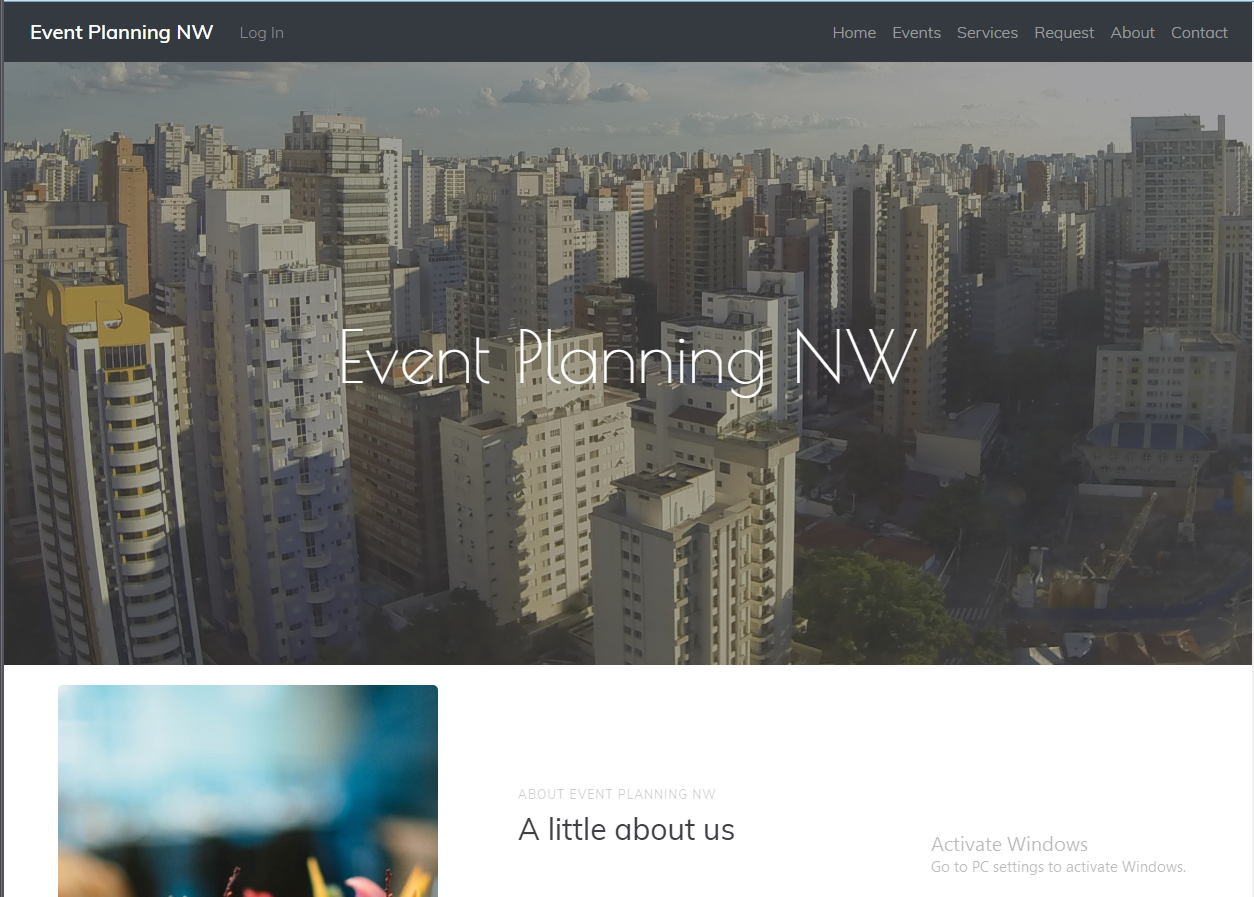 Event Planning NW
Log In
Home
Events
Services
Request
About
Contact
Event Planning NW
ABOUT EVENT PLANNING NW
A little about us
Activate Windows
Go to PC settings to activate Windows.